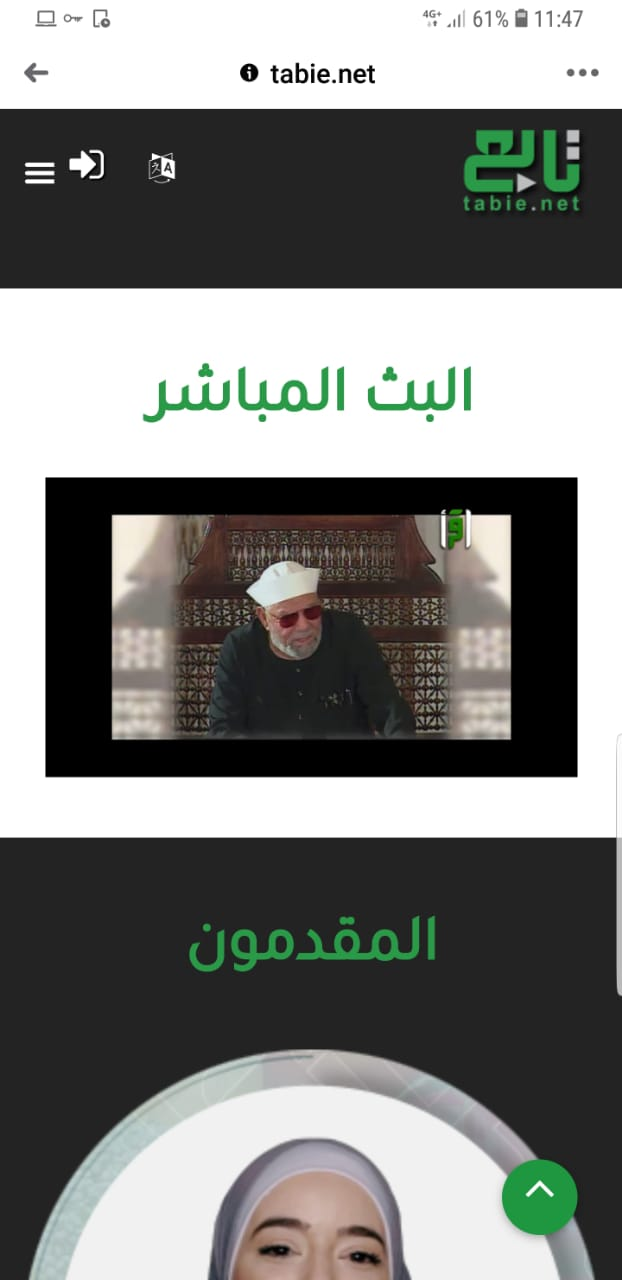 4G+ 61% 11:47
tabie.net
تابع
tabie.net
البث المباشر
اقرأ
المقدمون